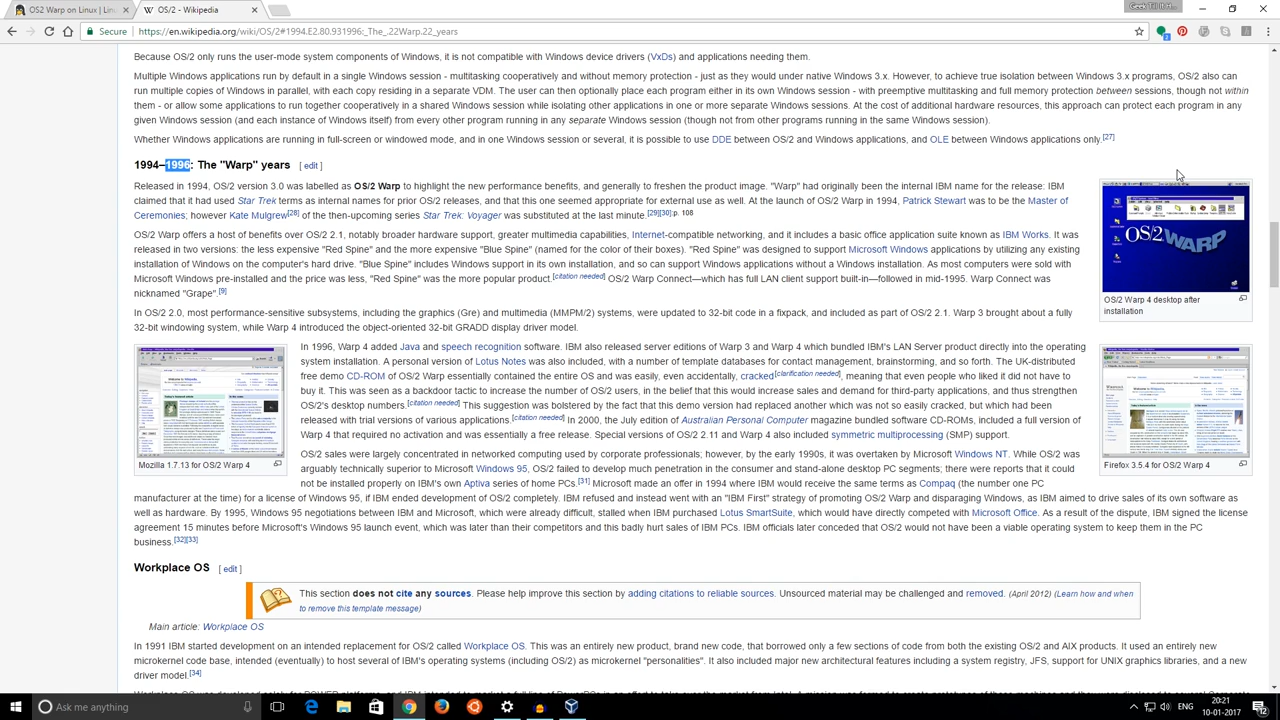 OS2 Warp on Linux | Lin
OS/2 - Wikipedia
Geek Till It H
Secure
https://en.wikipedia.org/wiki/OS/2#1994.E2.80.931996:_The_.22Warp.22_years
Because OS/2 only runs the user-mode system components of Windows, it is not compatible with Windows device drivers (VxDs) and applications needing them.
Multiple Windows applications run by default in a single Windows session - multitasking cooperatively and without memory protection - just as they would under native Windows 3.x. However, to achieve true isolation between Windows 3.x programs, OS/2 also can
run multiple copies of Windows in parallel, with each copy residing in a separate VDM. The user can then optionally place each program either in its own Windows session - with preemptive multitasking and full memory protection between sessions, though not within
them - or allow some applications to run together cooperatively in a shared Windows session while isolating other applications in one or more separate Windows sessions. At the cost of additional hardware resources, this approach can protect each program in any
given Windows session (and each instance of Windows itself) from every other program running in any separate Windows session (though not from other programs running in the same Windows session).
Whether Windows applications are running in full-screen or windowed mode, and in one Windows session or several, it is possible to use DDE between OS/2 and Windows applications, and OLE between Windows applications only.[27]
1994–1996: The "Warp" years [ edit ]
Released in 1994, OS/2 version 3.0 was labelled as OS/2 Warp to highlight the new performance benefits, and generally to freshen the product image. "Warp" had originally been the internal IBM name for the release: IBM
claimed that it had used Star Trek terms as internal names for prior OS/2 releases, and that this one seemed appropriate for external use as well. At the launch of OS/2 Warp in 1994, Patrick Stewart was to be the Master of
Ceremonies; however Kate Mulgrew[28] of the then-upcoming series Star Trek: Voyager substituted at the last minute.[29][30]:p. 108
OS/2 Warp offers a host of benefits over OS/2 2.1, notably broader hardware support, greater multimedia capabilities, Internet-compatible networking, and it includes a basic office application suite known as IBM Works. It was
released in two versions: the less expensive "Red Spine" and the more expensive "Blue Spine" (named for the color of their boxes). "Red Spine" was designed to support Microsoft Windows applications by utilizing any existing
installation of Windows on the computer's hard drive. "Blue Spine" includes Windows support in its own installation, and so can support Windows applications without a Windows installation. As most computers were sold with
Microsoft Windows pre-installed and the price was less, "Red Spine" was the more popular product.[citation needed] OS/2 Warp Connect—which has full LAN client support built-in—followed in mid-1995. Warp Connect was
nicknamed "Grape".[9]
OS/2 WARP
OS/2 Warp 4 desktop after
installation
In OS/2 2.0, most performance-sensitive subsystems, including the graphics (Gre) and multimedia (MMPM/2) systems, were updated to 32-bit code in a fixpack, and included as part of OS/2 2.1. Warp 3 brought about a fully
32-bit windowing system, while Warp 4 introduced the object-oriented 32-bit GRADD display driver model.
In 1996, Warp 4 added Java and speech recognition software. IBM also released server editions of Warp 3 and Warp 4 which bundled IBM's LAN Server product directly into the operating
system installation. A personal version of Lotus Notes was also included, with a number of template databases for contact management, brainstorming, and so forth. The UK-distributed
free demo CD-ROM of OS/2 Warp essentially contained the entire OS and was easily, even accidentally, cracked[clarification needed], meaning that even people who liked it did not have to
buy it. This was seen as a backdoor tactic to increase the number of OS/2 users, in the belief that this would increase sales and demand for third-party applications, and thus strengthen
OS/2's desktop numbers.[citation needed] This suggestion was bolstered by the fact that this demo version had replaced another which was not so easily cracked, but which had been
released with trial limitations.[citation needed] In 2000, the July edition of Australian Personal Computer magazine bundled software CD-ROMs, included a full version of
Warp 4 that required no activation and was essentially a free release. Special versions of OS/2 2.11 and Warp 4 also included symmetric multiprocessing (SMP) support.
OS/2 sales were largely concentrated in networked computing used by corporate professionals; however, by the early 1990s, it was overtaken by Microsoft Windows NT. While OS/2 was
arguably technically superior to Microsoft Windows 95, OS/2 failed to develop much penetration in the consumer and stand-alone desktop PC segments; there were reports that it could
not be installed properly on IBM's own Aptiva series of home PCs.[31] Microsoft made an offer in 1994 where IBM would receive the same terms as Compaq (the number one PC
manufacturer at the time) for a license of Windows 95, if IBM ended development of OS/2 completely. IBM refused and instead went with an "IBM First" strategy of promoting OS/2 Warp and disparaging Windows, as IBM aimed to drive sales of its own software as
well as hardware. By 1995, Windows 95 negotiations between IBM and Microsoft, which were already difficult, stalled when IBM purchased Lotus SmartSuite, which would have directly competed with Microsoft Office. As a result of the dispute, IBM signed the license
agreement 15 minutes before Microsoft's Windows 95 launch event, which was later than their competitors and this badly hurt sales of IBM PCs. IBM officials later conceded that OS/2 would not have been a viable operating system to keep them in the PC
business.[32][33]
Mozilla 1.7.13 for OS/2 Warp 4
Firefox 3.5.4 for OS/2 Warp 4
Workplace OS [ edit ]
This section does not cite any sources. Please help improve this section by adding citations to reliable sources. Unsourced material may be challenged and removed. (April 2012) (Learn how and when
to remove this template message)
Main article: Workplace OS
In 1991 IBM started development on an intended replacement for OS/2 called Workplace OS. This was an entirely new product, brand new code, that borrowed only a few sections of code from both the existing OS/2 and AIX products. It used an entirely new
microkernel code base, intended (eventually) to host several of IBM's operating systems (including OS/2) as microkernel "personalities". It also included major new architectural features including a system registry, JFS, support for UNIX graphics libraries, and a new
driver model.[34]
Ask me anything
ENG
20:21
10-01-2017